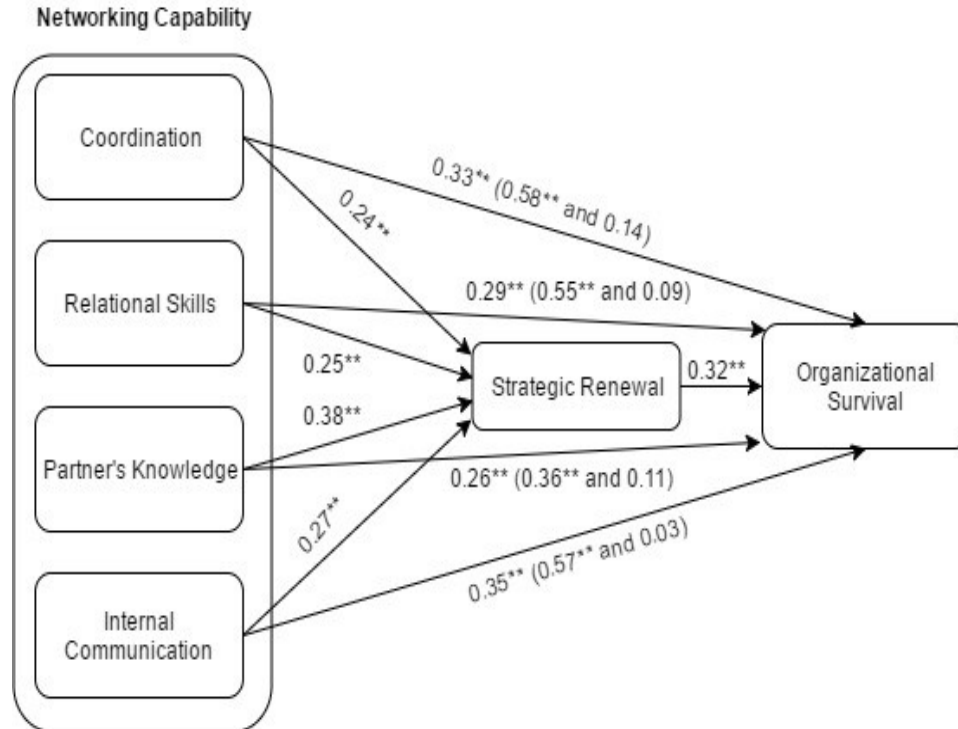 Networking Capability
Coordination
0.33** (0.58** and 0.14)
0.24**
Relational Skills
0.29** (0.55** and 0.09)
0.25**
Strategic Renewal
0.32**
Organizational
Survival
0.38**
Partner's Knowledge
0.26** (0.36** and 0.11)
0.27**
0.35** (0.57** and 0.03)
Internal
Communication